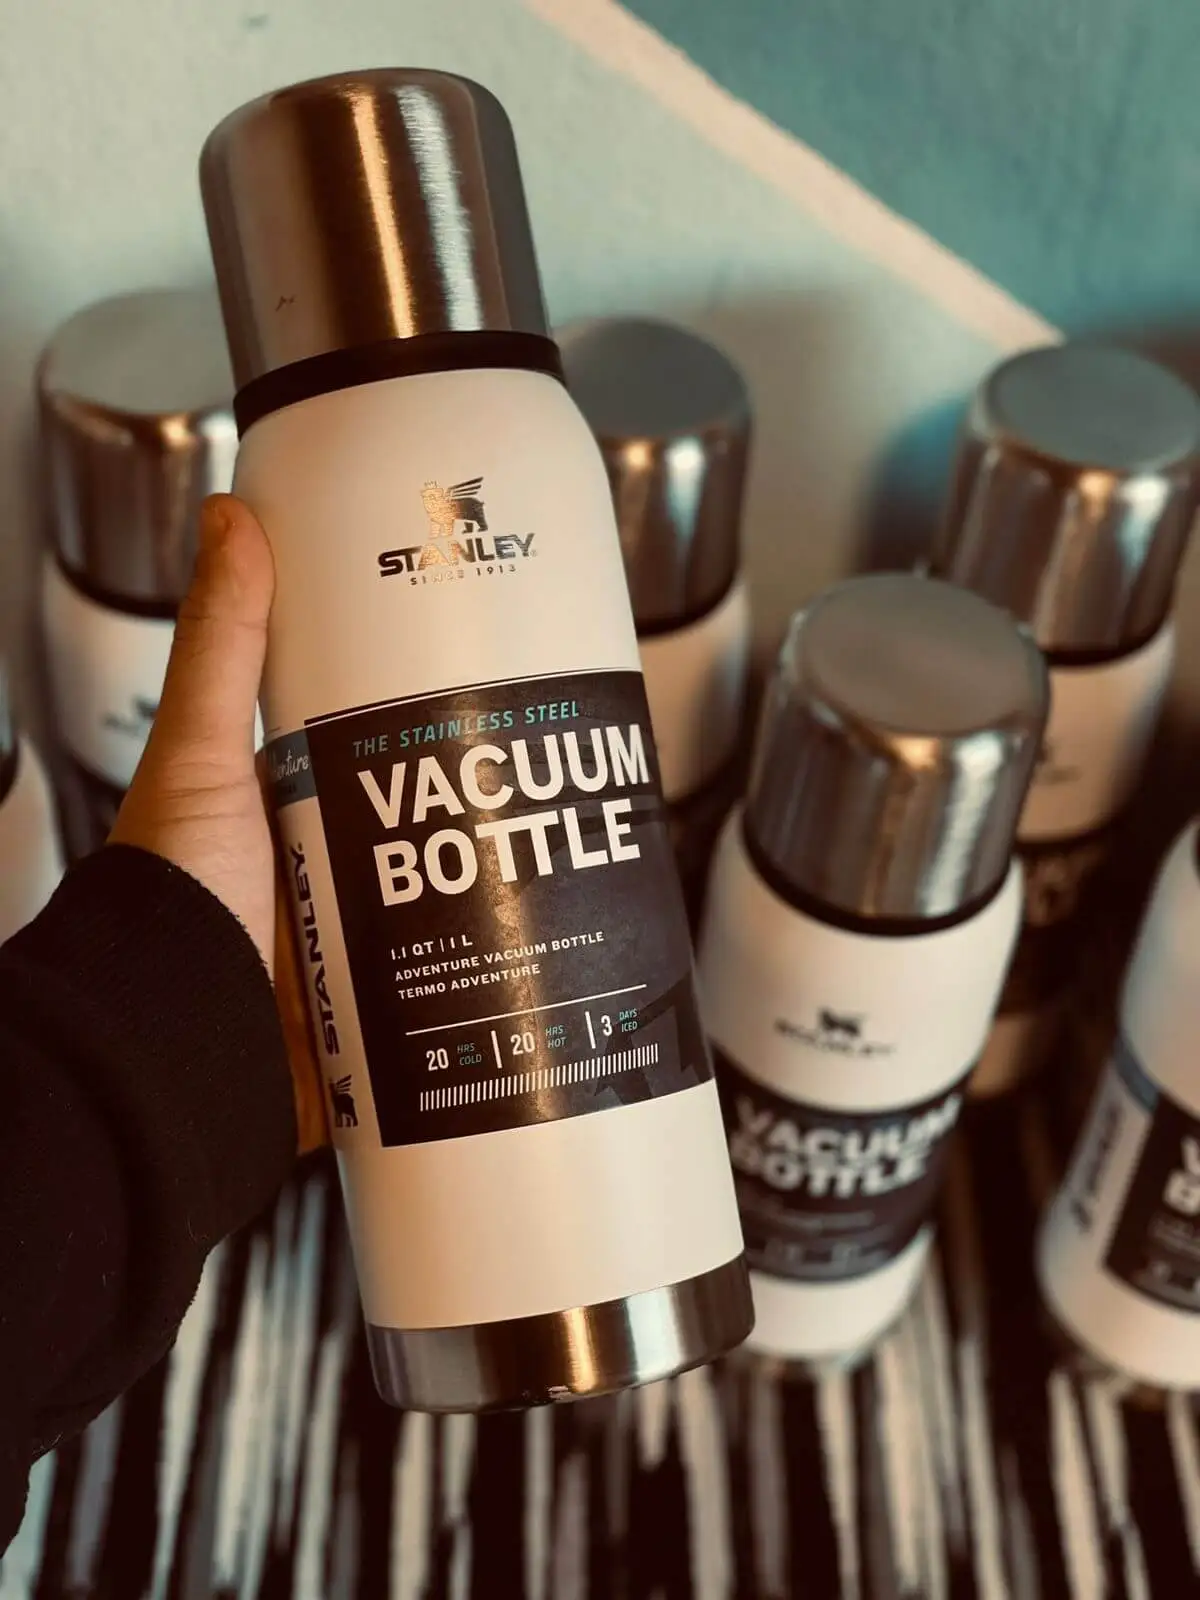 STANLEY
SINCE 1913
THE STAINLESS STEEL
VACUUM
BOTTLE
1.1 QT | 1 L
ADVENTURE VACUUM BOTTLE
TERMO ADVENTURE
20 HRS COLD | 20 HRS HOT | 3 DAYS ICED
STANLEY
STANLEY
VACUUM
BOTTLE